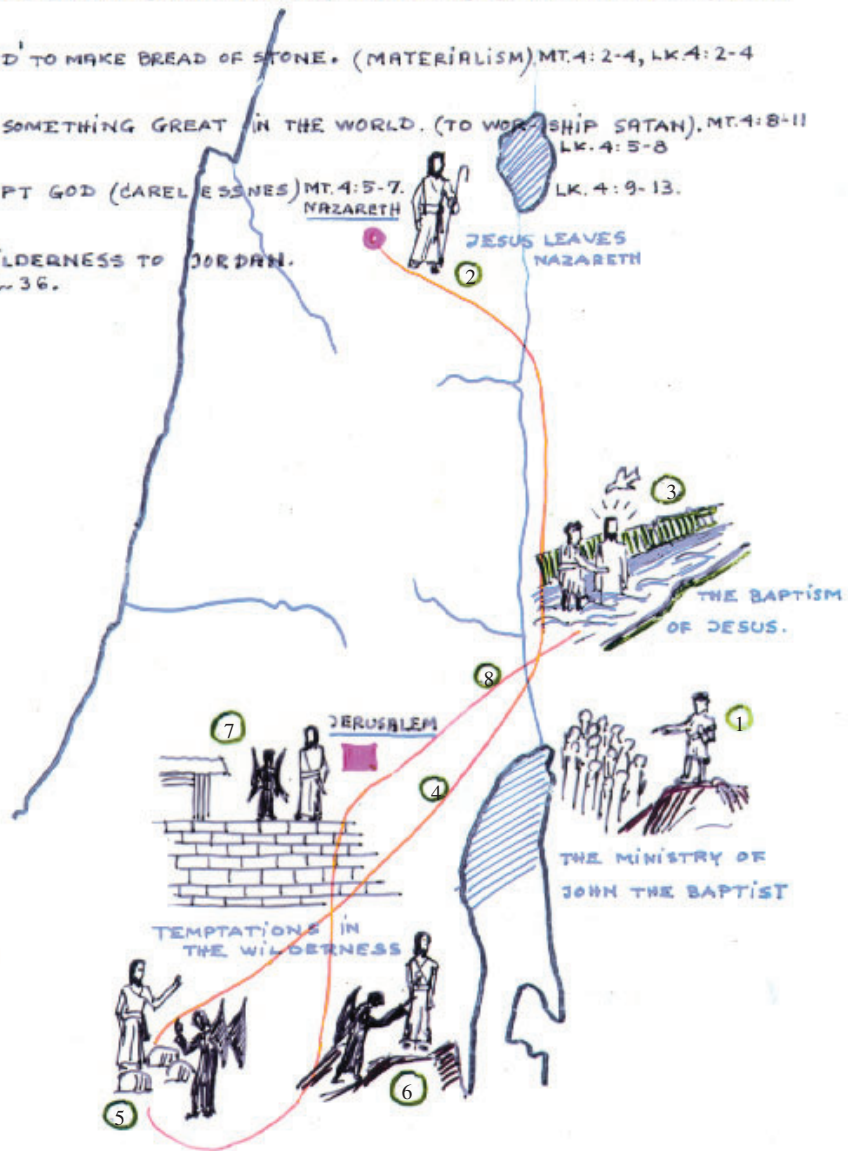 D' TO MAKE BREAD OF STONE. (MATERIALISM) MT. 4: 2-4, LK. 4: 2-4
SOMETHING GREAT IN THE WORLD. (TO WORSHIP SATAN). MT. 4: 8-11
LK. 4: 5-8
PT GOD (CARELESSNES) MT. 4: 5-7. LK. 4: 9-13.
NAZARETH
JESUS LEAVES
NAZARETH
2
LDERNESS TO JORDAN.
36.
3
THE BAPTISM
OF JESUS.
8
7
JERUSALEM
1
4
THE MINISTRY OF
JOHN THE BAPTIST
TEMPTATIONS IN
THE WILDERNESS
6
5